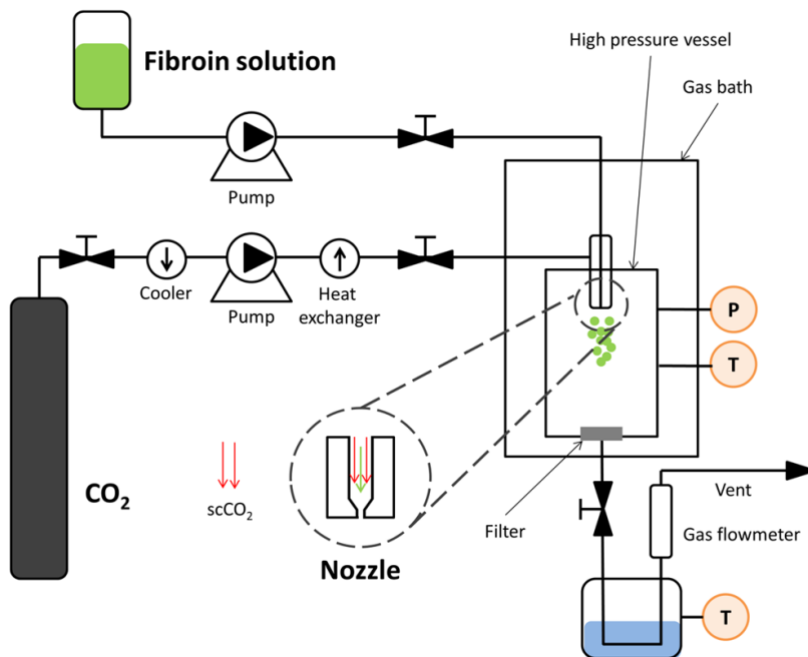 High pressure vessel
Fibroin solution
Gas bath
Pump
Cooler
Heat
exchanger
Pump
P
T
CO₂
scCO₂
Nozzle
Filter
Vent
Gas flowmeter
T